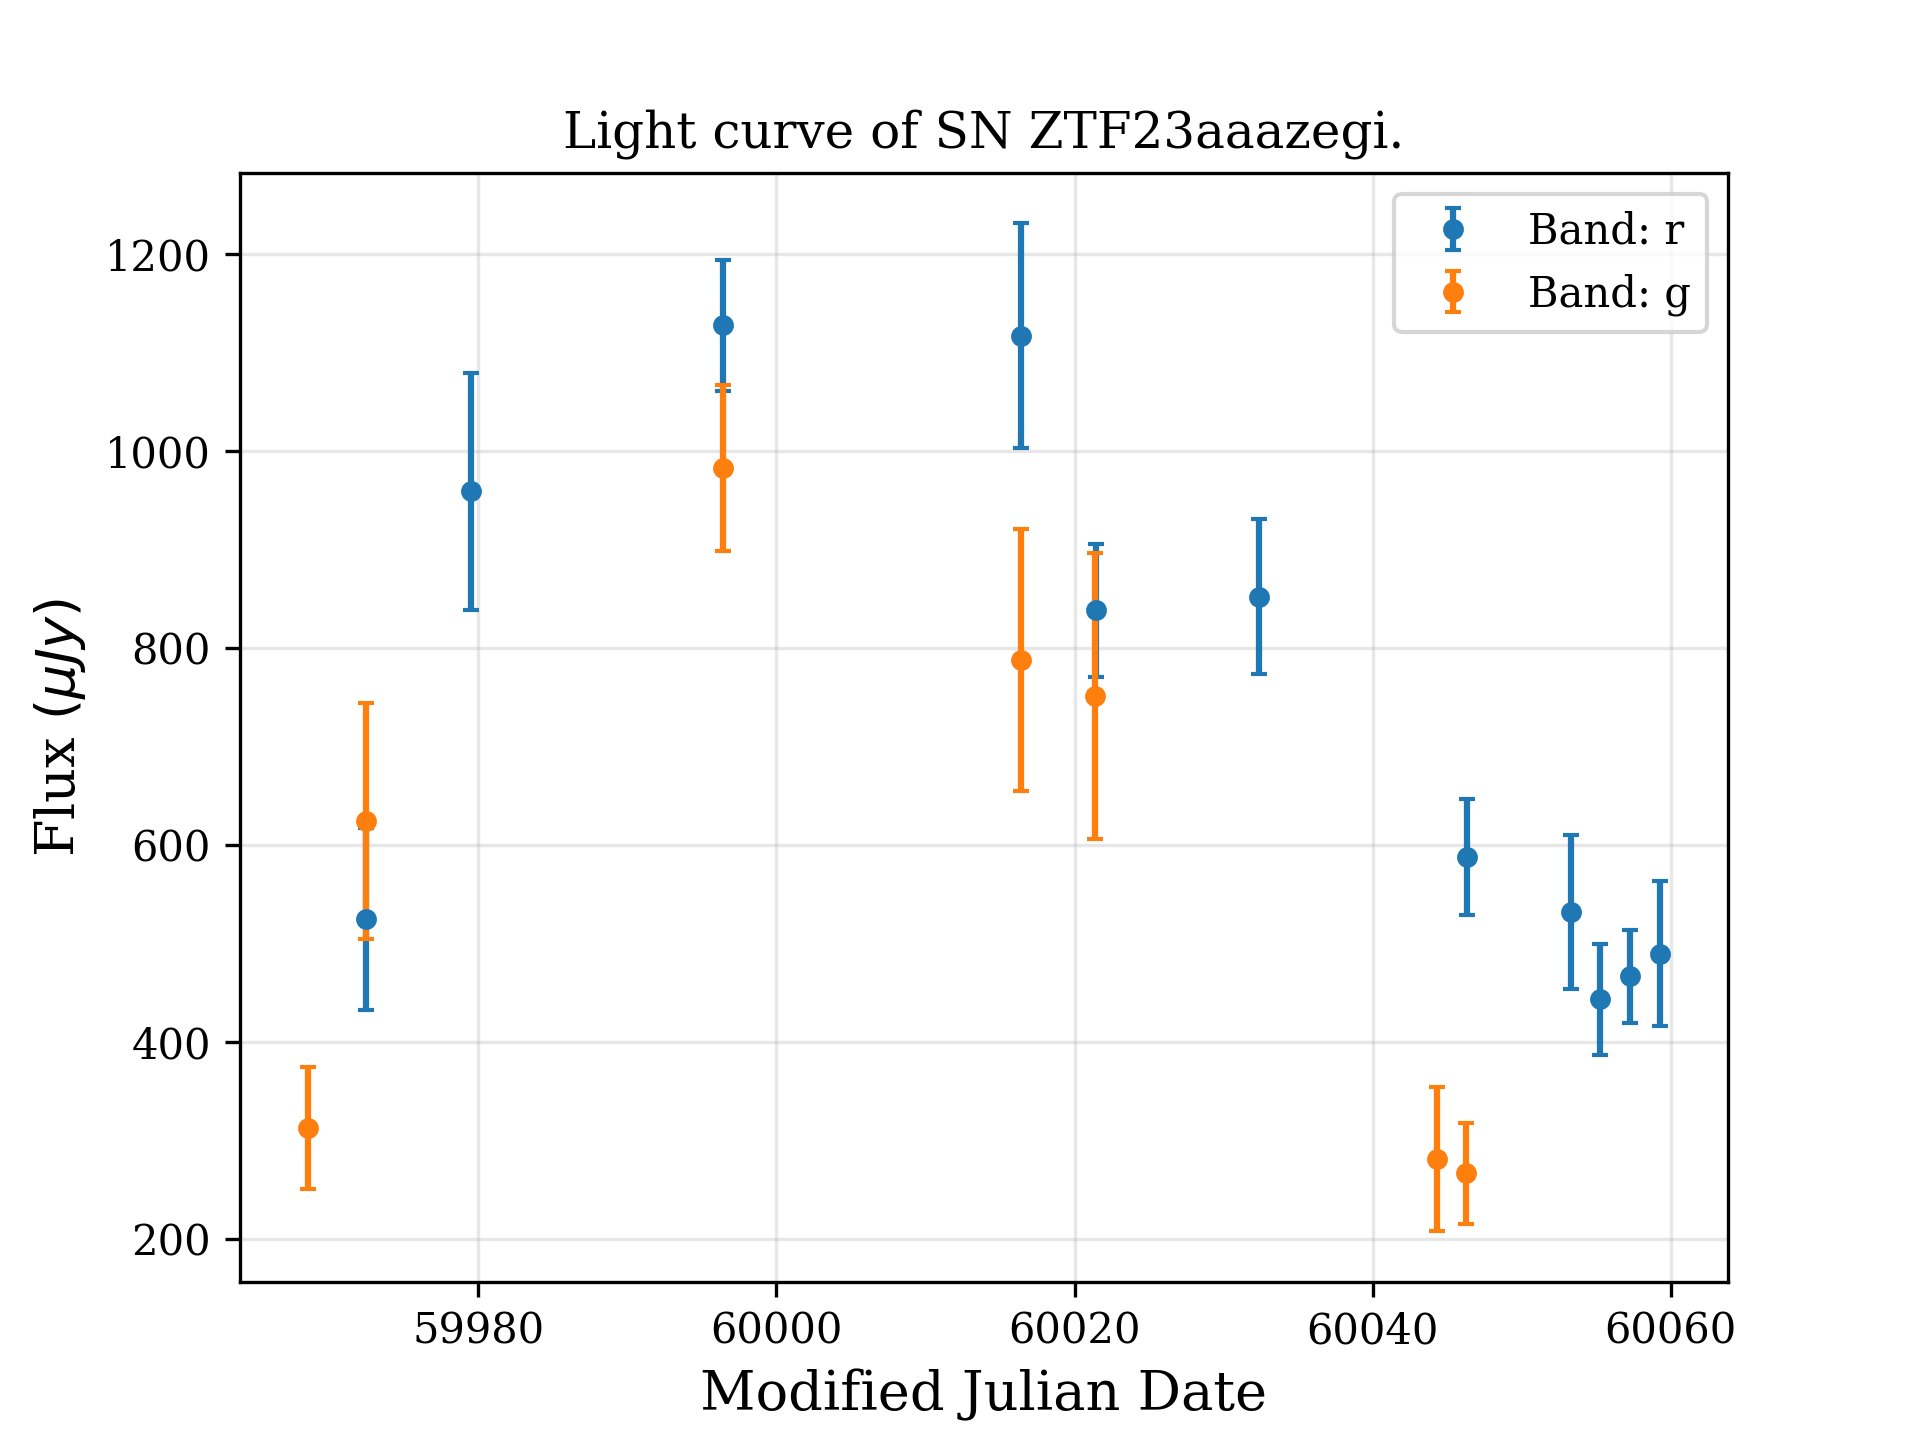 Light curve of SN ZTF23aaazegi.
Band: r
Band: g
Flux (μJy)
1200
1000
800
600
400
200
59980
60000
60020
60040
60060
Modified Julian Date